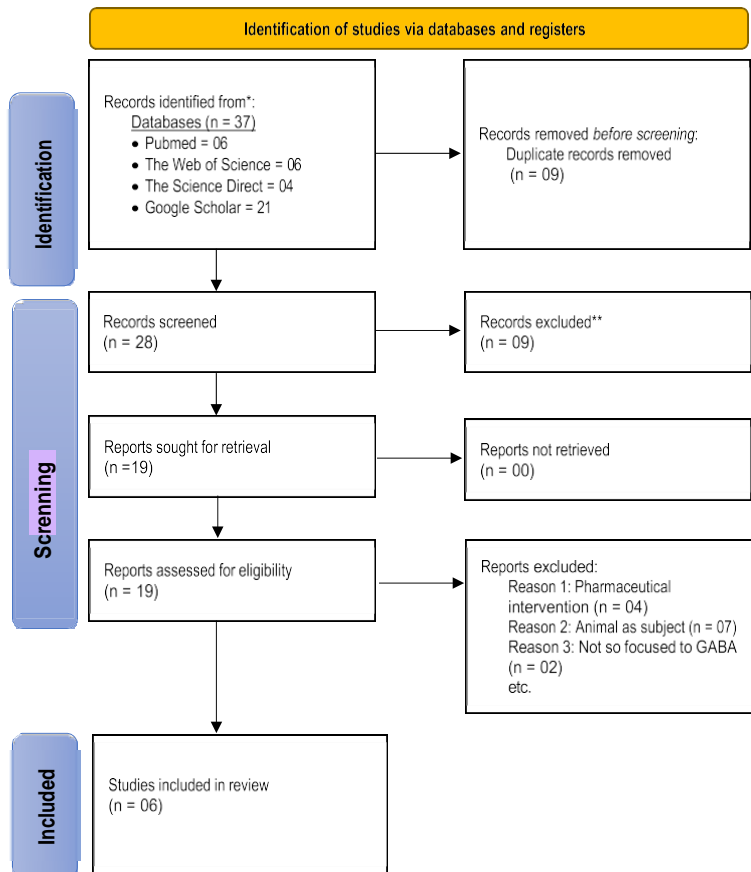 Identification of studies via databases and registers
Identification
Records identified from*:
Databases (n = 37)
• Pubmed = 06
• The Web of Science = 06
• The Science Direct = 04
• Google Scholar = 21
Records removed before screening:
Duplicate records removed
(n = 09)
Screnning
Records screened
(n = 28)
Records excluded**
(n = 09)
Reports sought for retrieval
(n =19)
Reports not retrieved
(n = 00)
Reports assessed for eligibility
(n = 19)
Reports excluded:
Reason 1: Pharmaceutical
intervention (n = 04)
Reason 2: Animal as subject (n = 07)
Reason 3: Not so focused to GABA
(n = 02)
etc.
Included
Studies included in review
(n = 06)